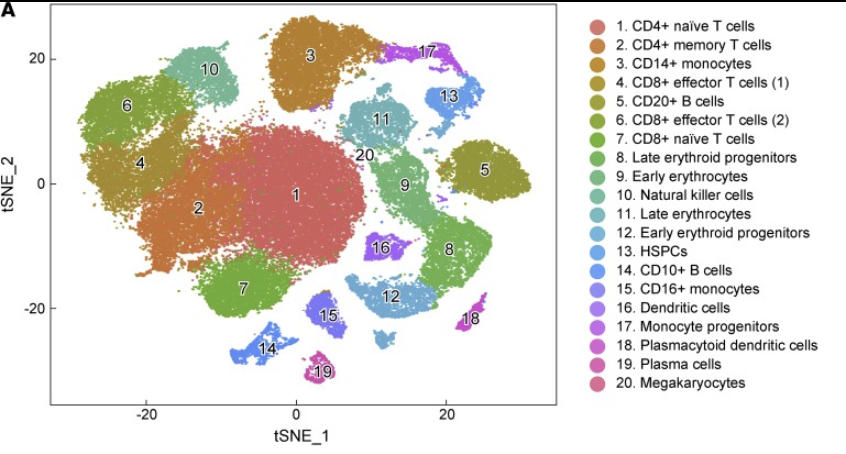 A
tSNE_2
20
0
-20
-20
0
20
tSNE_1
3
17
10
13
6
11
20
4
5
9
1
2
16
8
7
12
15
18
14
19
1. CD4+ naïve T cells
2. CD4+ memory T cells
3. CD14+ monocytes
4. CD8+ effector T cells (1)
5. CD20+ B cells
6. CD8+ effector T cells (2)
7. CD8+ naïve T cells
8. Late erythroid progenitors
9. Early erythrocytes
10. Natural killer cells
11. Late erythrocytes
12. Early erythroid progenitors
13. HSPCs
14. CD10+ B cells
15. CD16+ monocytes
16. Dendritic cells
17. Monocyte progenitors
18. Plasmacytoid dendritic cells
19. Plasma cells
20. Megakaryocytes